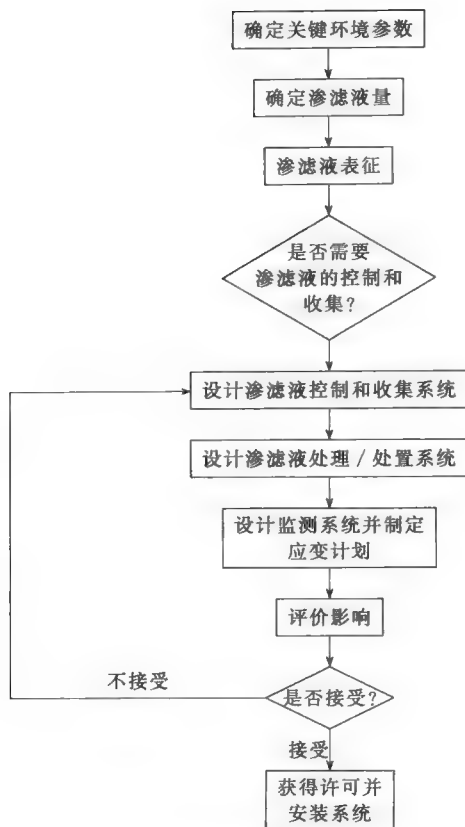 确定关键环境参数
确定渗滤液量
渗滤液表征
是否需要
渗滤液的控制和
收集?
设计渗滤液控制和收集系统
设计渗滤液处理/处置系统
设计监测系统并制定
应变计划
评价影响
不接受
是否接受?
接受
获得许可并
安装系统